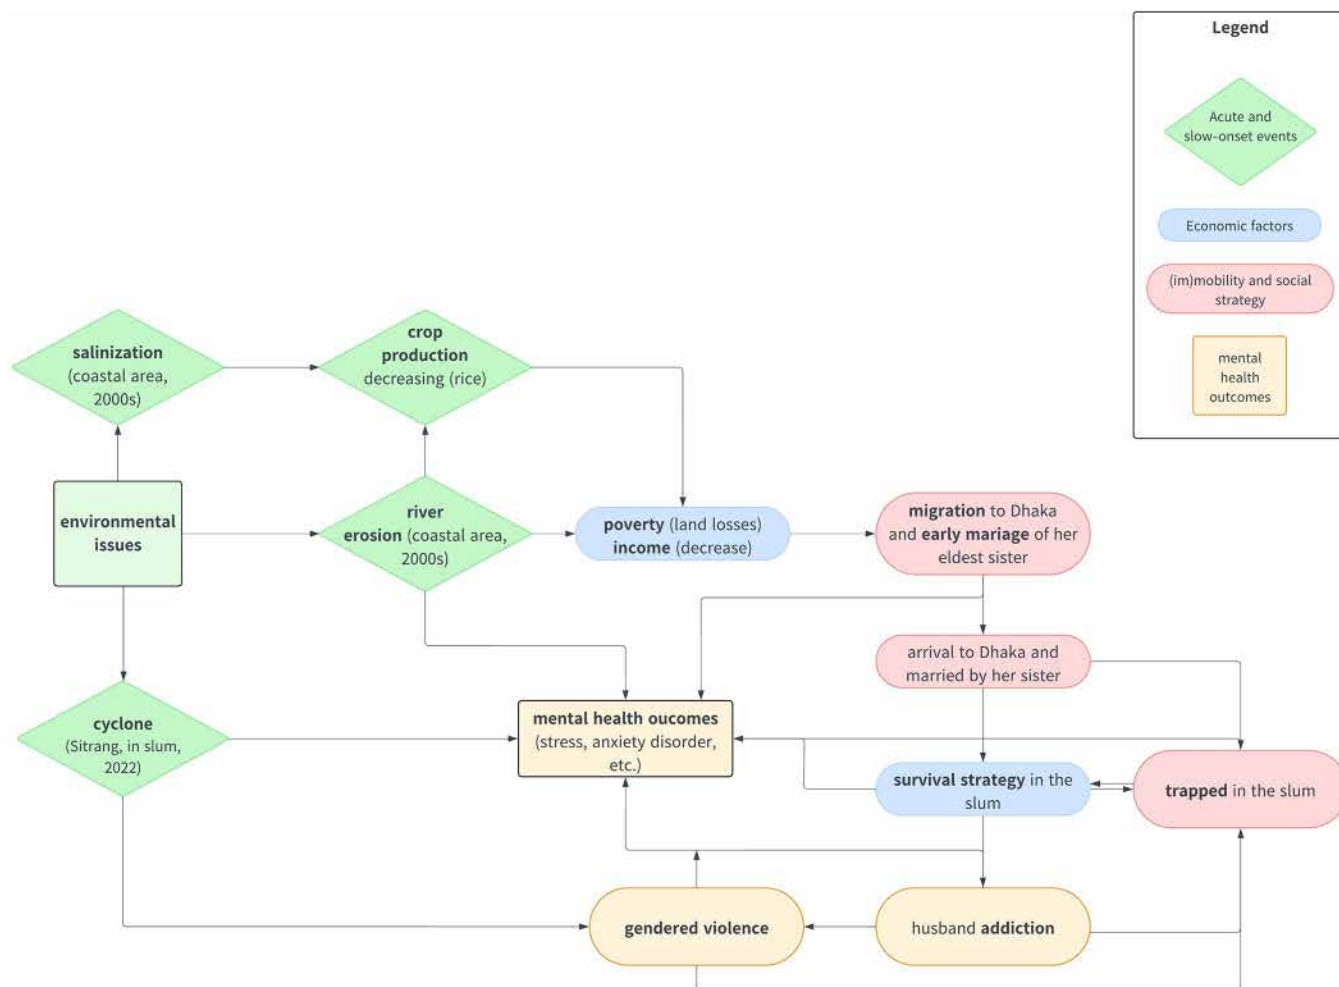 Legend
Acute and
slow-onset events
Economic factors
(im)mobility and social
strategy
mental
health
outcomes
salinization
(coastal area,
2000s)
crop
production
decreasing (rice)
environmental
issues
river
erosion (coastal area,
2000s)
poverty (land losses)
income (decrease)
migration to Dhaka
and early mariage of her
eldest sister
arrival to Dhaka and
married by her sister
cyclone
(Sitrang, in slum,
2022)
mental health oucomes
(stress, anxiety disorder,
etc.)
survival strategy in the
slum
trapped in the slum
gendered violence
husband addiction